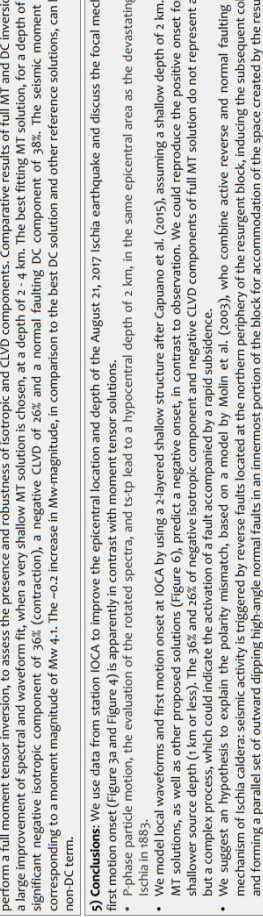 perform a full moment tensor inversion, to assess the presence and robustness of isotropic and CLVD components. Comparative results of full MT and DC inversio
a large improvement of spectral and waveform fit, when a very shallow MT solution is chosen, at a depth of 2 - 4 km. The best fitting MT solution, for a depth of
significant negative isotropic component of 36% (contraction), a negative CLVD of 26% and a normal faulting DC component of 38%. The seismic moment
corresponding to a moment magnitude of Mw 4.1. The ~0.2 increase in Mw magnitude, in comparison to the best DC solution and other reference solutions, can
non-DC term.
5) Conclusions: We use data from station IOCA to improve the epicentral location and depth of the August 21, 2017 Ischia earthquake and discuss the focal med
first motion onset (Figure 3a and Figure 4) is apparently in contrast with moment tensor solutions.
• P-phase particle motion, the evaluation of the rotated spectra, and ts-tp lead to a hypocentral depth of 2 km, in the same epicentral area as the devastating
Ischia in 1883.
• We model local waveforms and first motion onset at IOCA by using a 2-layered shallow structure after Capuano et al. (2015), assuming a shallow depth of 2 km.
MT solutions, as well as other proposed solutions (Figure 6), predict a negative onset, in contrast to observation. We could reproduce the positive onset fo
shallower source depth (1 km or less). The 36% and 26% of negative isotropic component and negative CLVD components of full MT solution do not represent a
but a complex process, which could indicate the activation of a fault accompanied by a rapid subsidence.
• We suggest an hypothesis to explain the polarity mismatch, based on a model by Molin et al. (2003), who combine active reverse and normal faulting
mechanism of Ischia caldera: seismic activity is triggered by reverse faults located at the northern periphery of the resurgent block, inducing the subsequent co
and forming a parallel set of outward dipping high-angle normal faults in an innermost portion of the block for accommodation of the space created by the resu